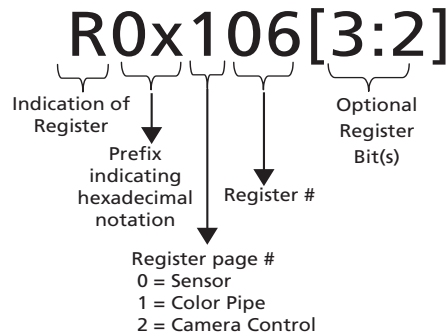 R0x106[3:2]
Indication of
Register
Prefix
indicating
hexadecimal
notation
Register #
Optional
Register
Bit(s)
Register page #
0 = Sensor
1 = Color Pipe
2 = Camera Control